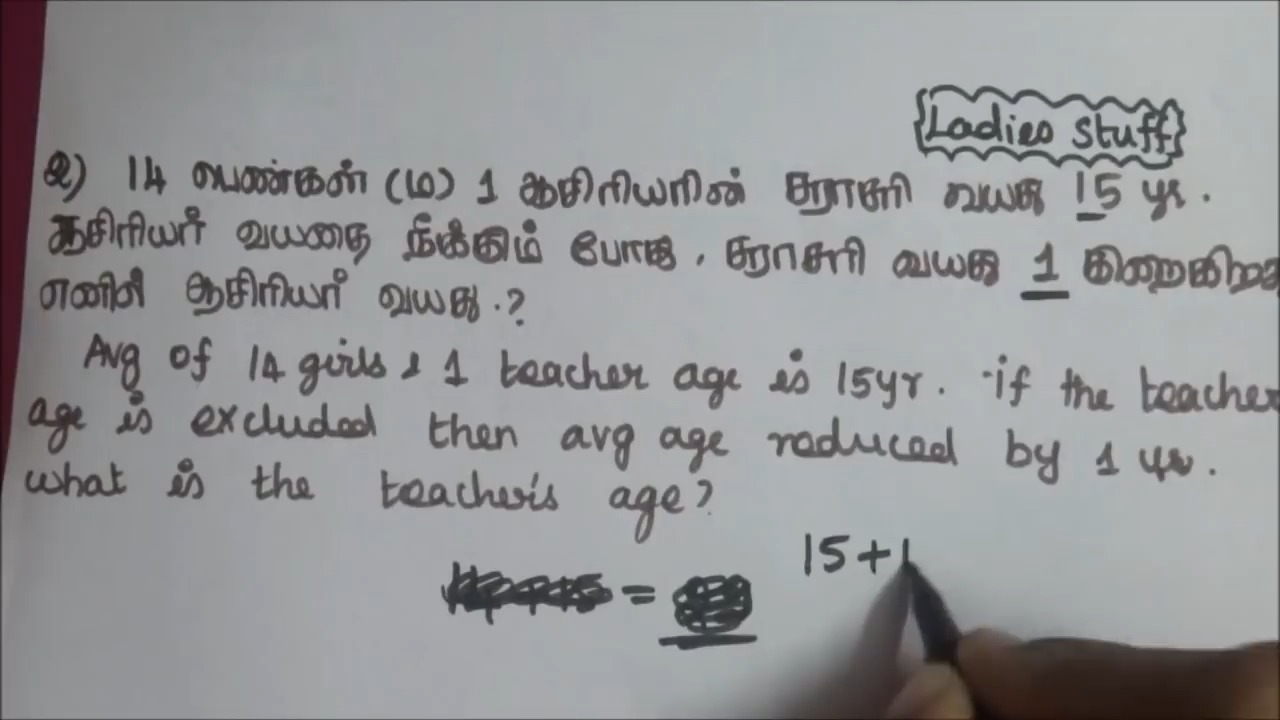 Ladies Stuff
2) 14 பெண்கள் (ம) 1 ஆசிரியரின் சராசரி வயது 15 yr.
ஆசிரியர் வயதை நீக்கும் போது, சராசரி வயது 1
எனில் ஆசிரியர் வயது.?
Avg Of 14 girls & 1 teacher age is 15yr. if the teacher
age is excluded then avg age reduced by 1 yr.
what is the teacher's age?
=
15+1